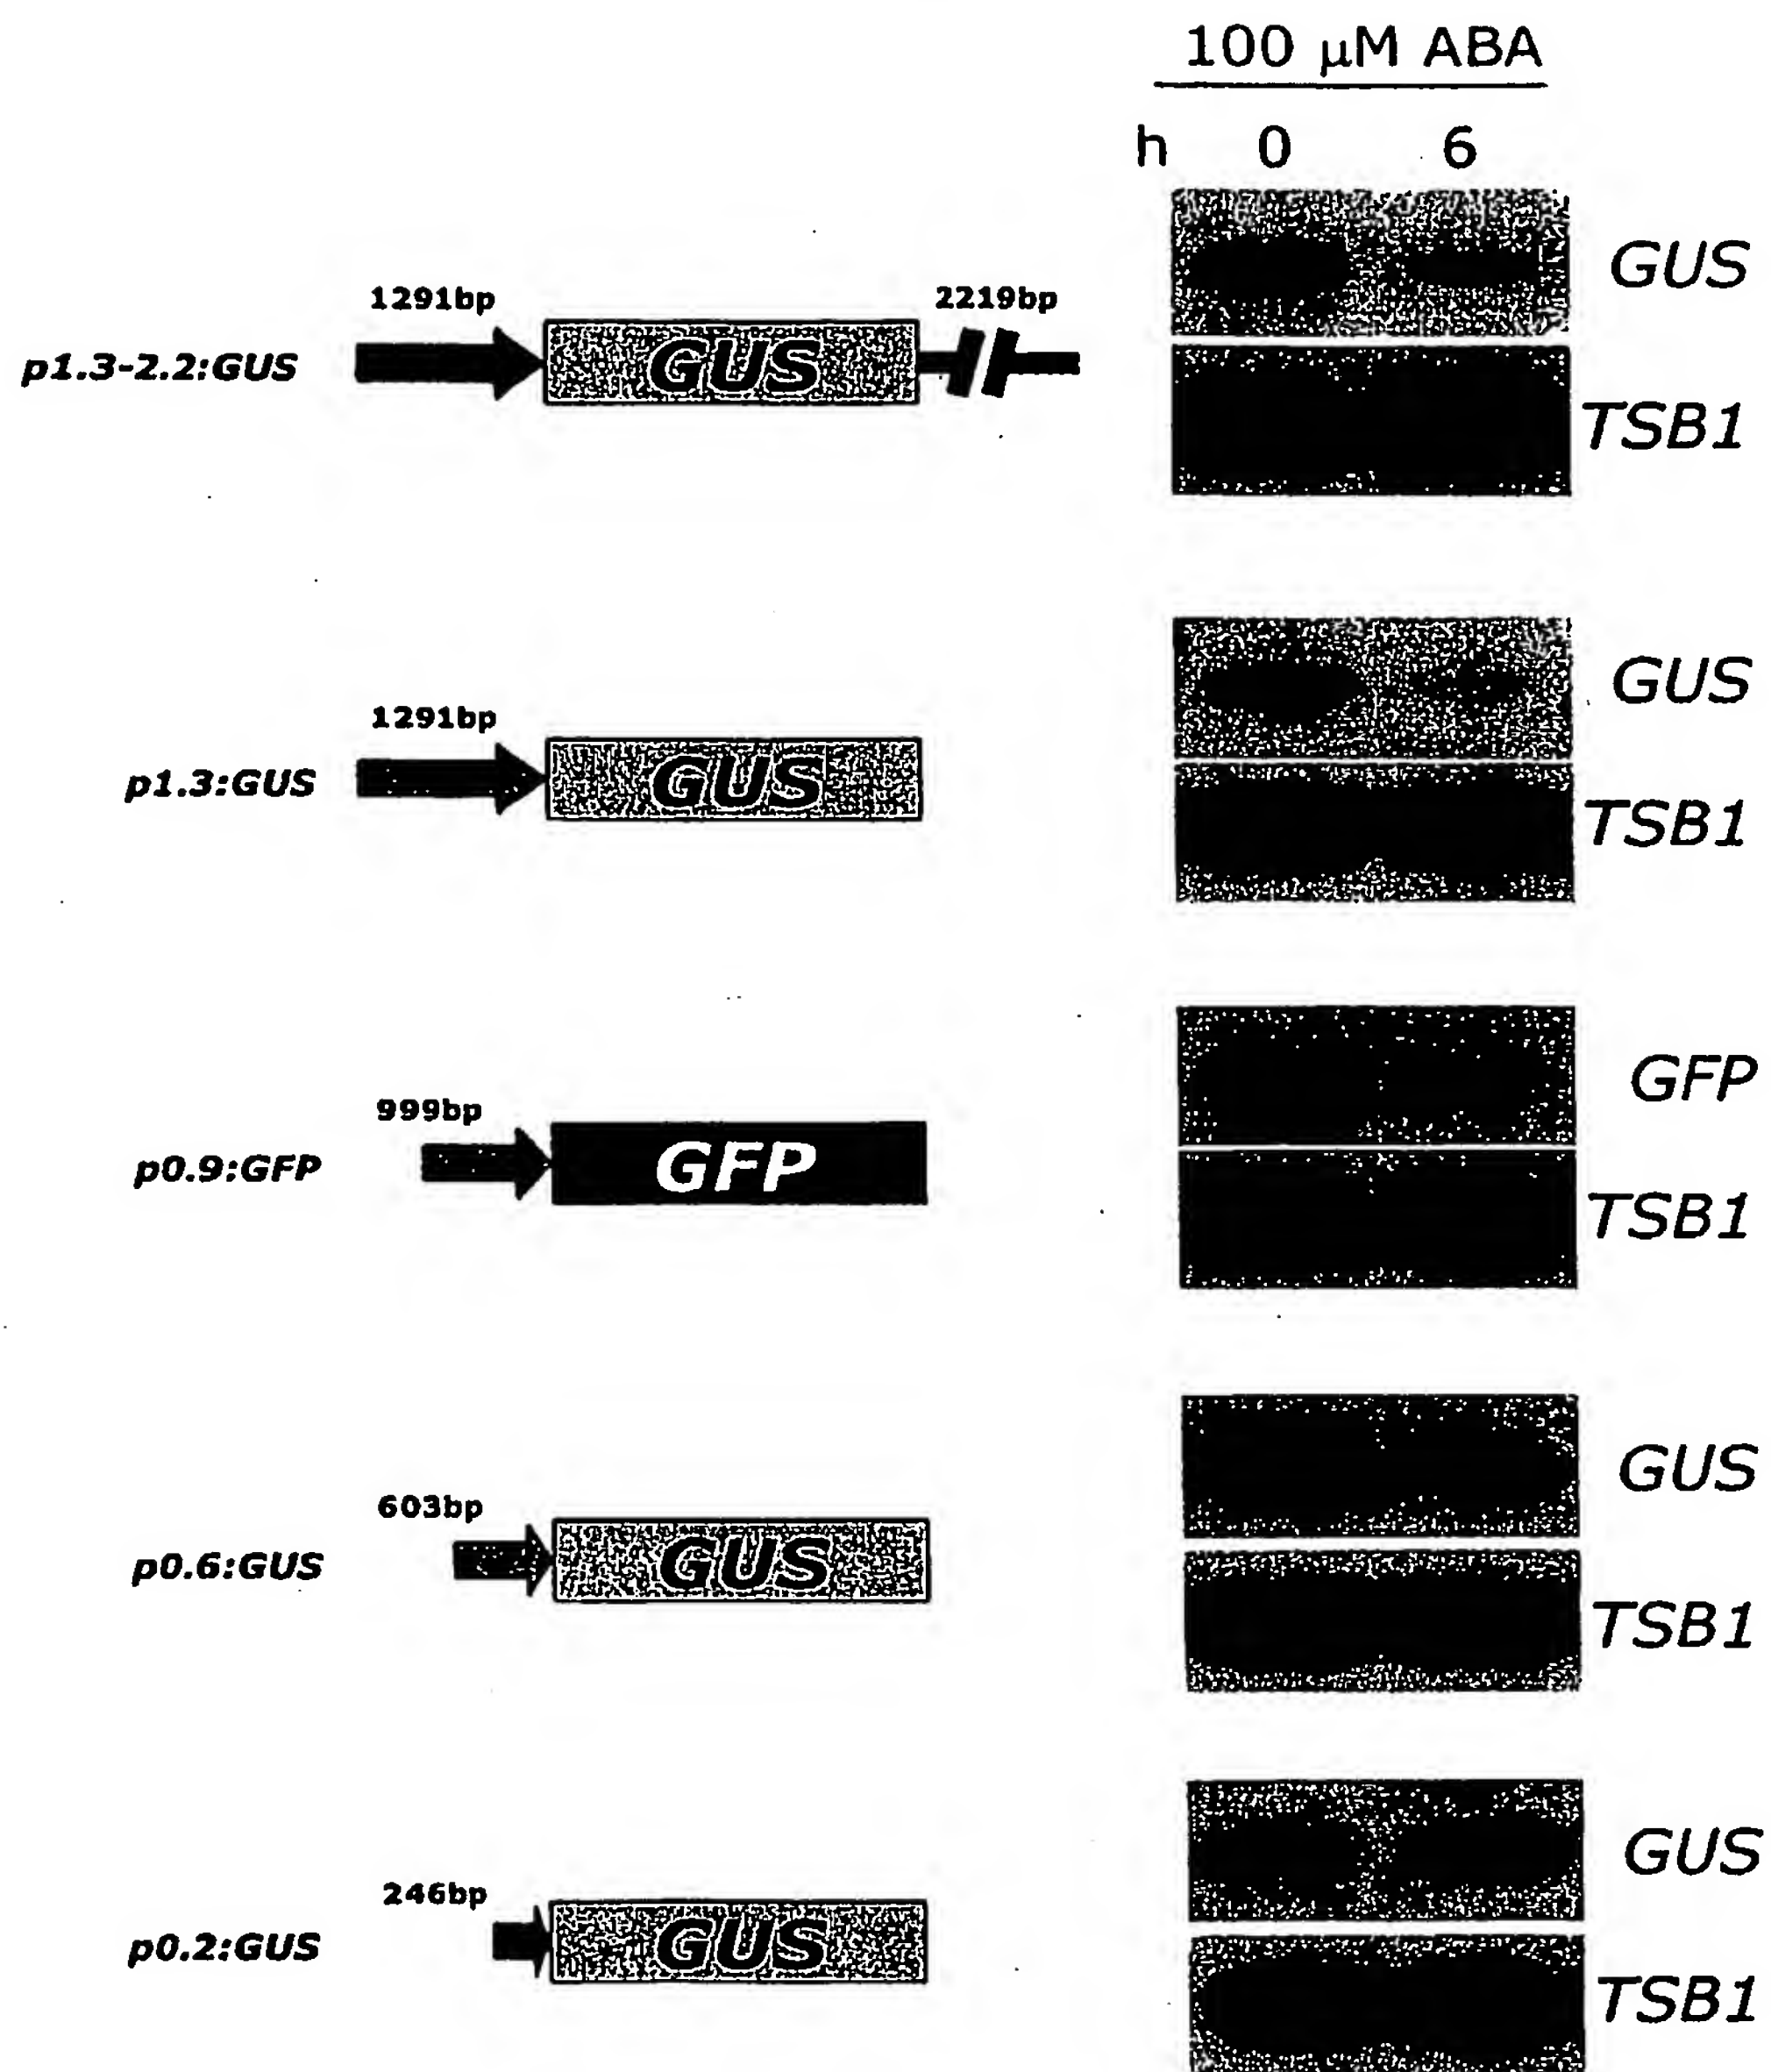 100 µM ABA
h 0 6
GUS
1291bp 2219bp
p1.3-2.2:GUS GUS
TSB1
GUS
1291bp
p1.3:GUS GUS
TSB1
GFP
999bp
p0.9:GFP GFP
TSB1
GUS
603bp
p0.6:GUS GUS
TSB1
GUS
246bp
p0.2:GUS GUS
TSB1